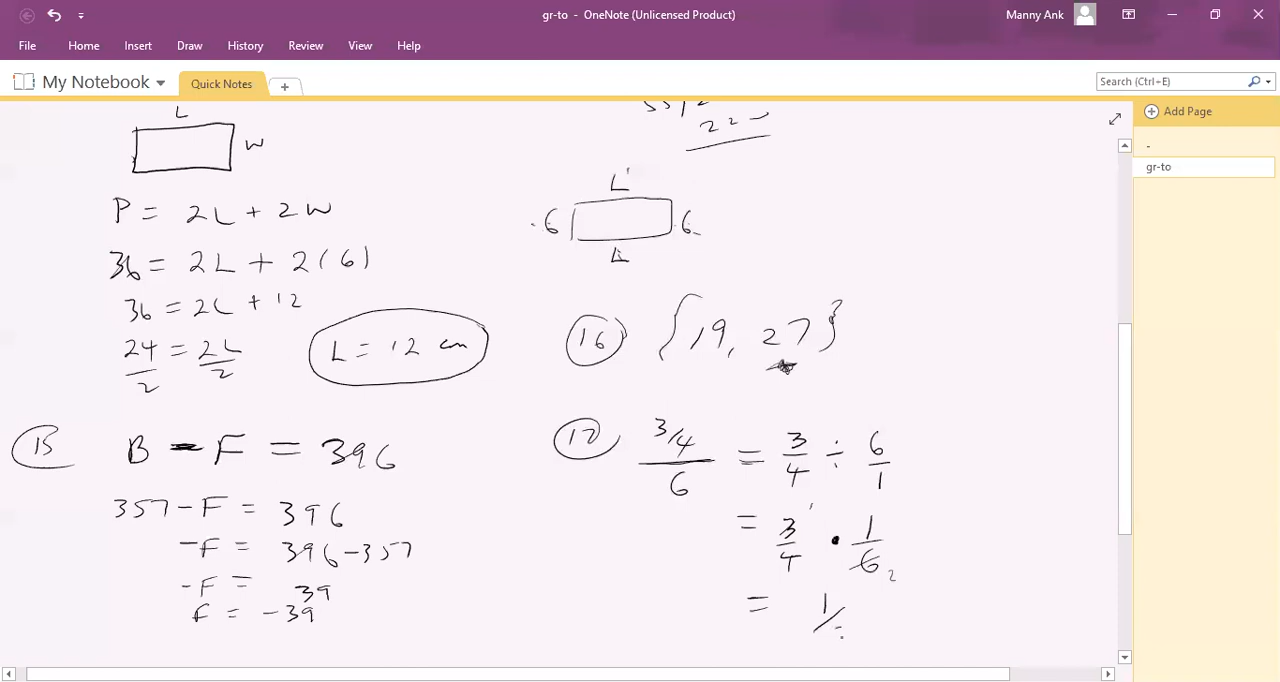 gr-to - OneNote (Unlicensed Product)
Manny Ank
File Home Insert Draw History Review View Help
My Notebook
Quick Notes
+
Search (Ctrl+E)
Add Page
-
gr-to
L
W
P = 2L + 2W
36 = 2L + 2(6)
36 = 2L + 12
24/2 = 2L/2
L = 12 cm
L
6 6
L
15 B - F = 396
357 - F = 396
-F = 396 - 357
-F = 39
F = -39
16 {19, 27}
17 3/4 / 6 = 3/4 ÷ 6/1
= 3/4 1 • 1/6 2
= 1/